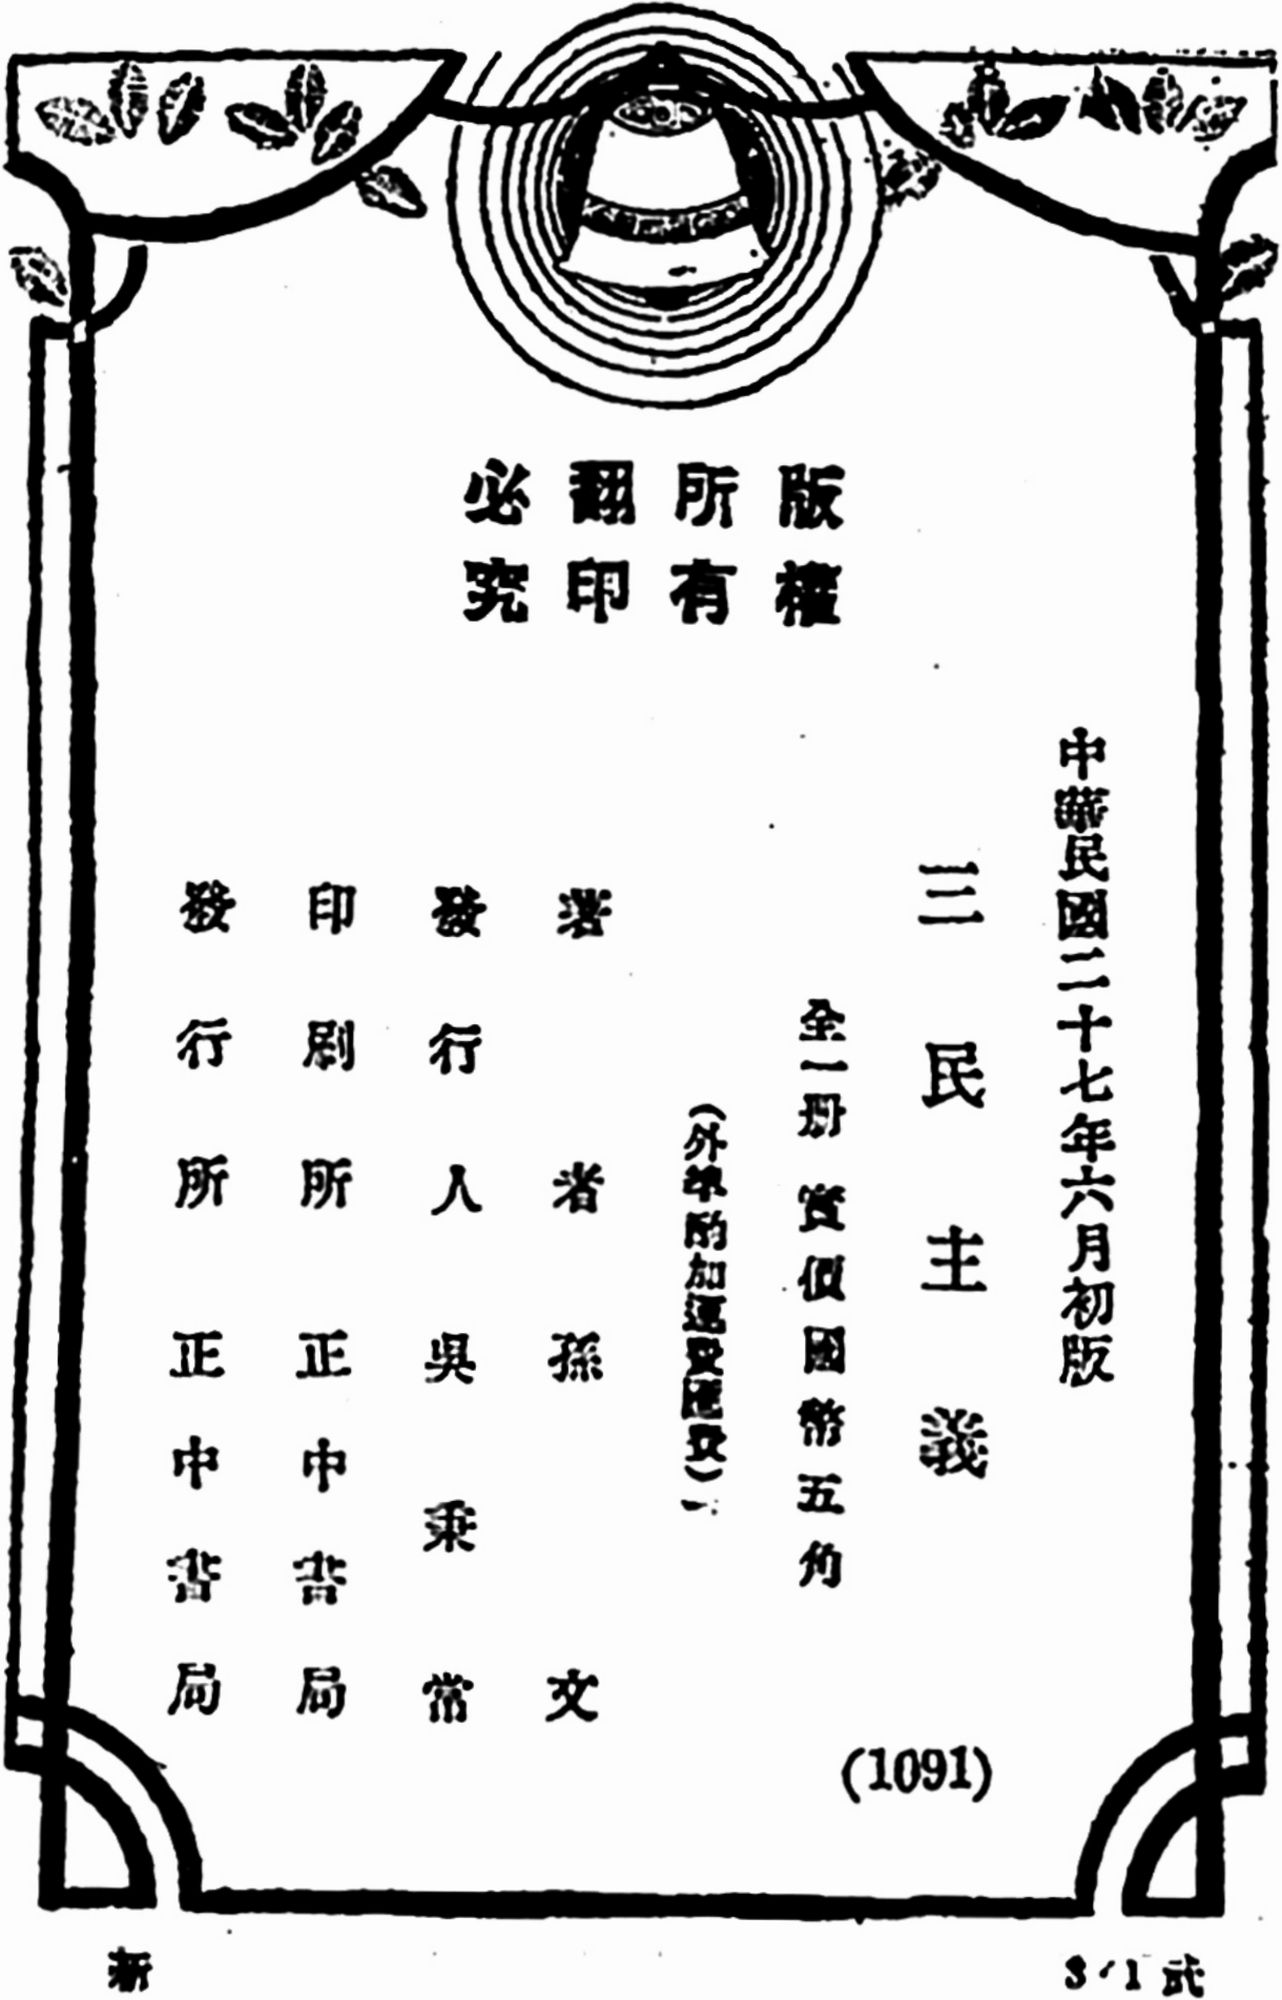 版權
所有
翻印
必究
中華民國二十七年六月初版
三民主義
全一册 實價國幣五角
(外埠酌加運費匯費)
著者 孫文
發行人 吳秉常
印刷所 正中書局
發行所 正中書局
(1091)
新
3/1